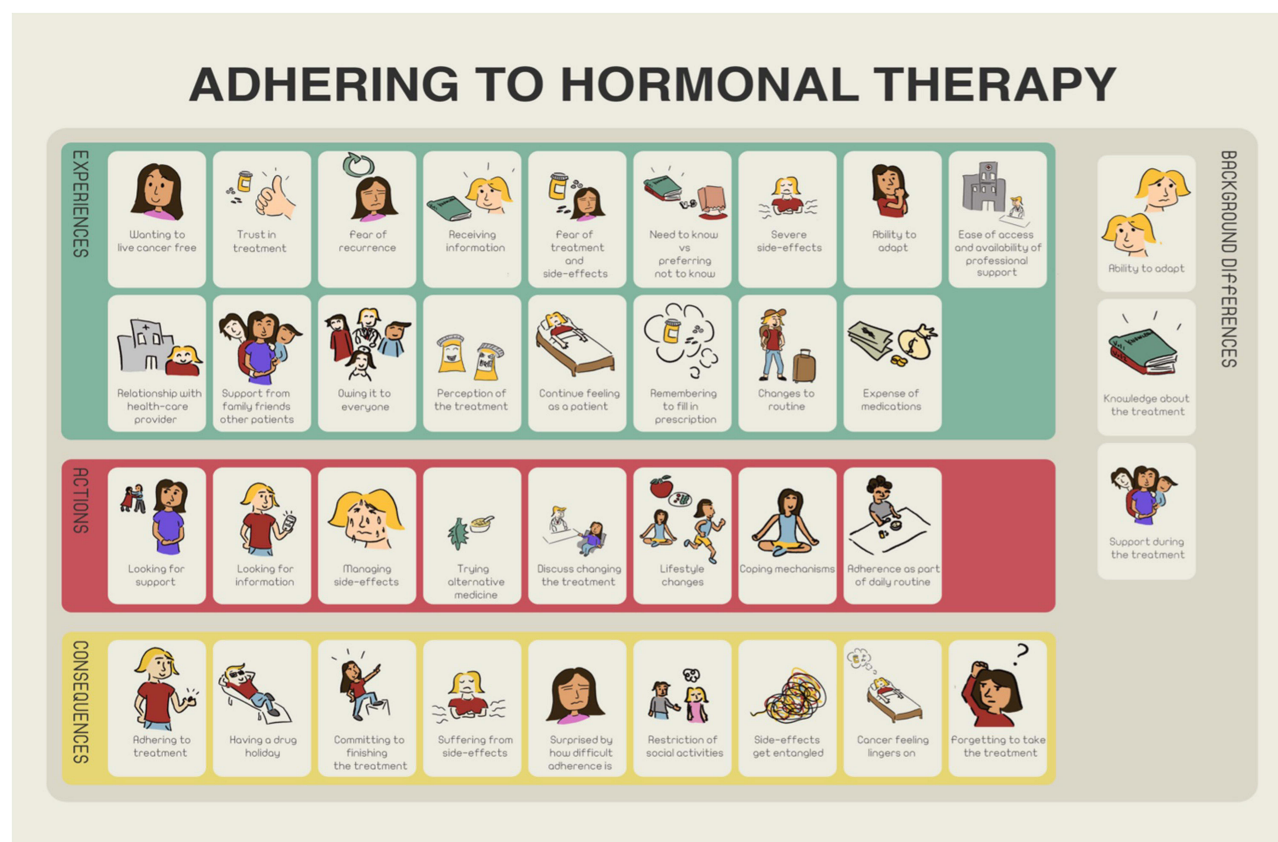 ADHERING TO HORMONAL THERAPY
EXPERIENCES
Wanting to
live cancer free
Trust in
treatment
Fear of
recurrence
Receiving
information
Fear of
treatment
and
side-effects
Need to know
vs
preferring
not to know
Severe
side-effects
Ability to
adapt
Ease of access
and availability of
professional
support
Relationship with
health-care
provider
Support from
family friends
other patients
Owing it to
everyone
Perception of
the treatment
Continue feeling
as a patient
Remembering
to fill in
prescription
Changes to
routine
Expense of
medications
ACTIONS
Looking for
support
Looking for
information
Managing
side-effects
Trying
alternative
medicine
Discuss changing
the treatment
Lifestyle
changes
Coping mechanisms
Adherence as part
of daily routine
CONSEQUENCES
Adhering to
treatment
Having a drug
holiday
Committing to
finishing
the treatment
Suffering from
side-effects
Surprised by
how difficult
adherence is
Restriction of
social activities
Side-effects
get entangled
Cancer feeling
lingers on
?
Forgetting to take
the treatment
BACKGROUND DIFFERENCES
Ability to adapt
Knowledge about
the treatment
Support during
the treatment